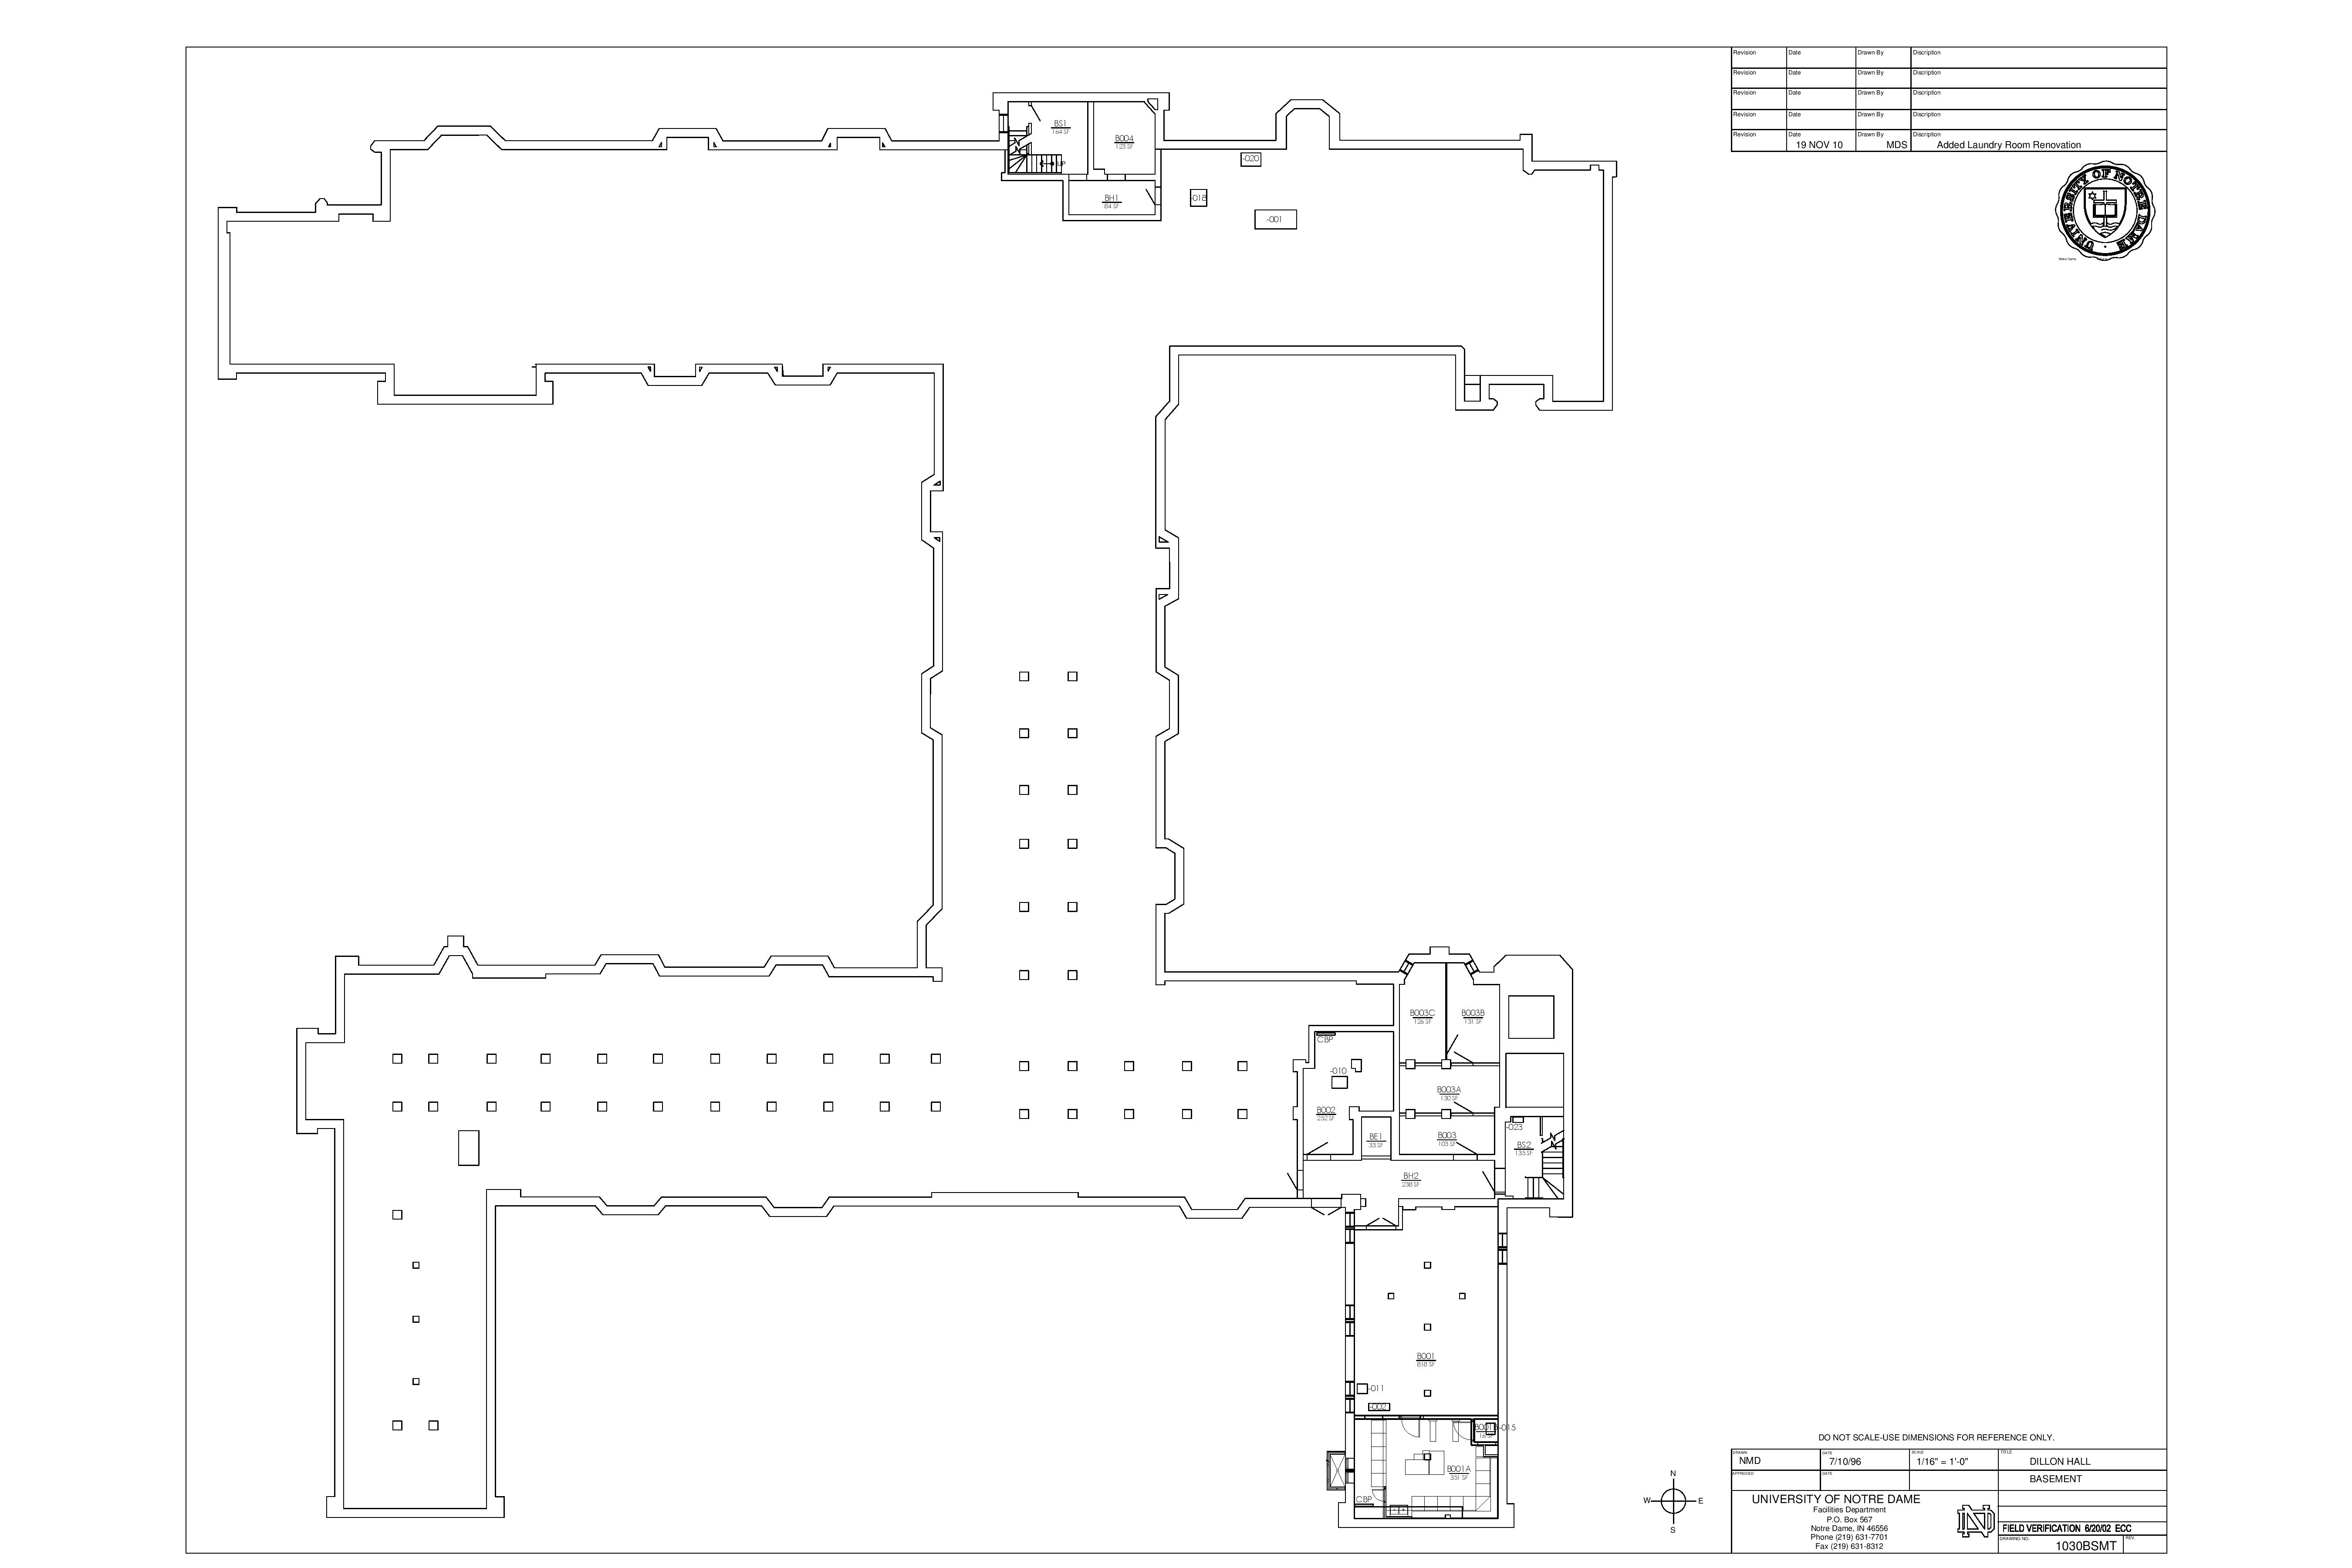 Revision Date Drawn By Discription
Revision Date Drawn By Discription
Revision Date Drawn By Discription
Revision Date Drawn By Discription
Revision Date Drawn By Discription
19 NOV 10 MDS Added Laundry Room Renovation
UNIVERSITY OF NOTRE DAME
BS1
164 SF
UP
B004
123 SF
BH1
84 SF
-020
-018
-001
B003C
126 SF
B003B
131 SF
CBP
-010
B003A
130 SF
B002
252 SF
BE1
33 SF
B003
103 SF
-023
BS2
135 SF
BH2
238 SF
B001
818 SF
-011
-002
-015
B001A
351 SF
CBP
N
W E
S
DO NOT SCALE-USE DIMENSIONS FOR REFERENCE ONLY.
DRAWN NMD
DATE 7/10/96
SCALE 1/16" = 1'-0"
TITLE DILLON HALL
APPROVED DATE
BASEMENT
UNIVERSITY OF NOTRE DAME
Facilities Department
P.O. Box 567
Notre Dame, IN 46556
Phone (219) 631-7701
Fax (219) 631-8312
FIELD VERIFICATION 6/20/02 ECC
DRAWING NO. 1030BSMT
REV.